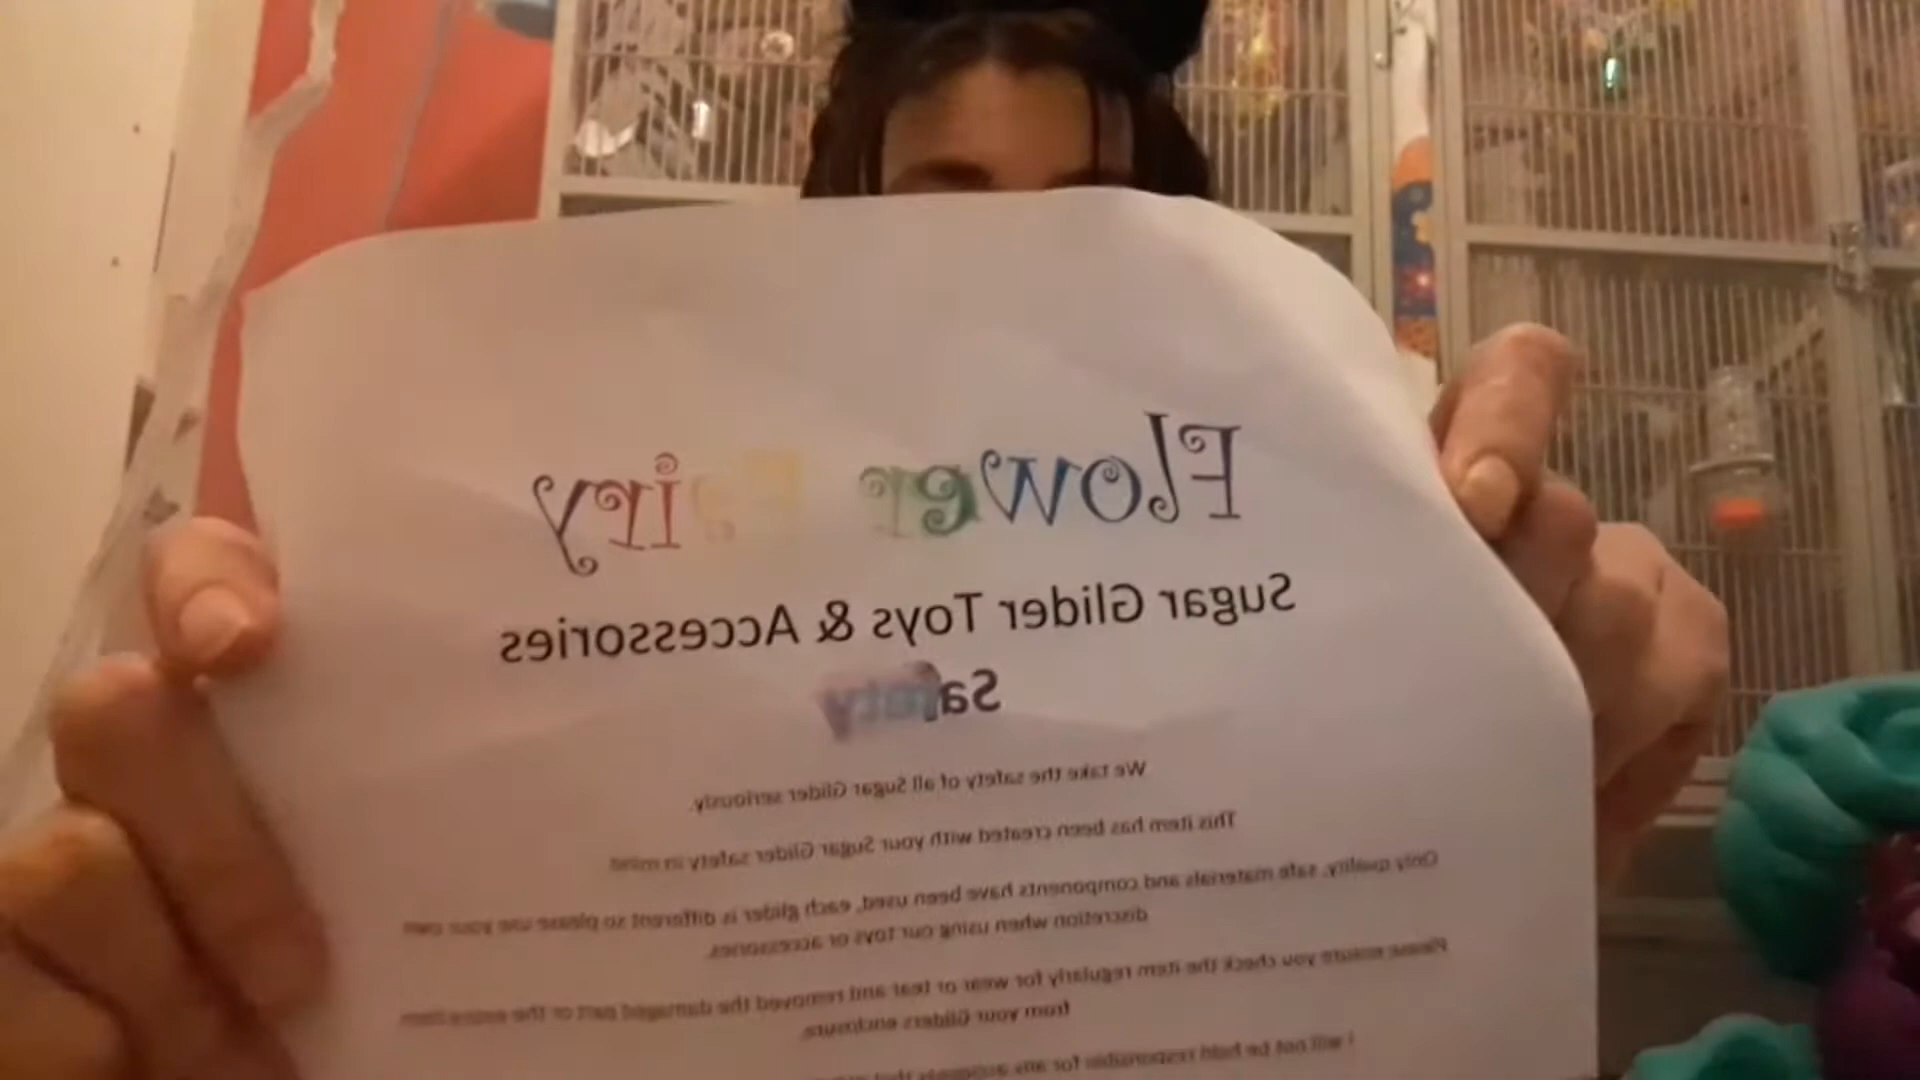 Flower Fairy
Sugar Glider Toys & Accessories
Safety
We take the safety of all Sugar Glider seriously.
This item has been created with your Sugar Glider safety in mind
Only quality, safe materials and components have been used, each glider is different so please use your own
discretion when using our toys or accessories.
Please ensure you check the item regularly for wear or tear and removed the damaged part or the entire item
from your Gliders enclosure.
I will not be held responsible for any